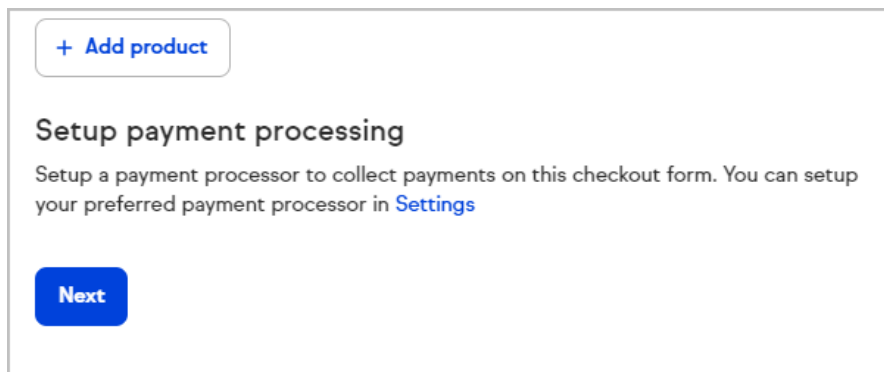 + Add product
Setup payment processing
Setup a payment processor to collect payments on this checkout form. You can setup
your preferred payment processor in Settings
Next